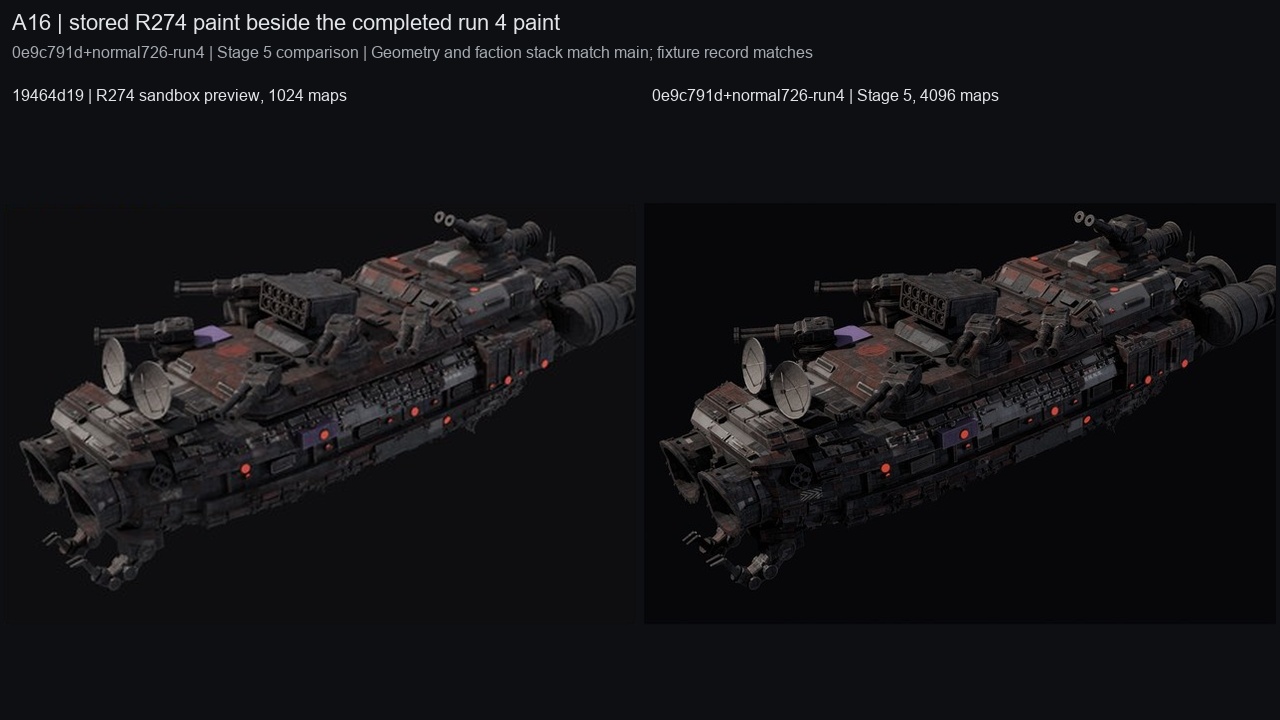 A16 | stored R274 paint beside the completed run 4 paint
0e9c791d+normal726-run4 | Stage 5 comparison | Geometry and faction stack match main; fixture record matches
19464d19 | R274 sandbox preview, 1024 maps
0e9c791d+normal726-run4 | Stage 5, 4096 maps